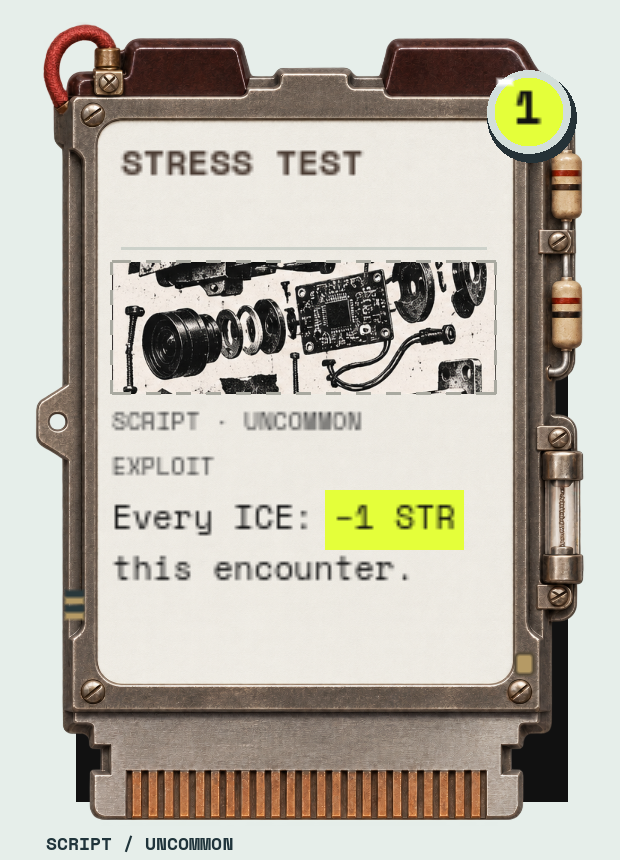 1
STRESS TEST
SCRIPT · UNCOMMON
EXPLOIT
Every ICE: -1 STR
this encounter.
SCRIPT / UNCOMMON